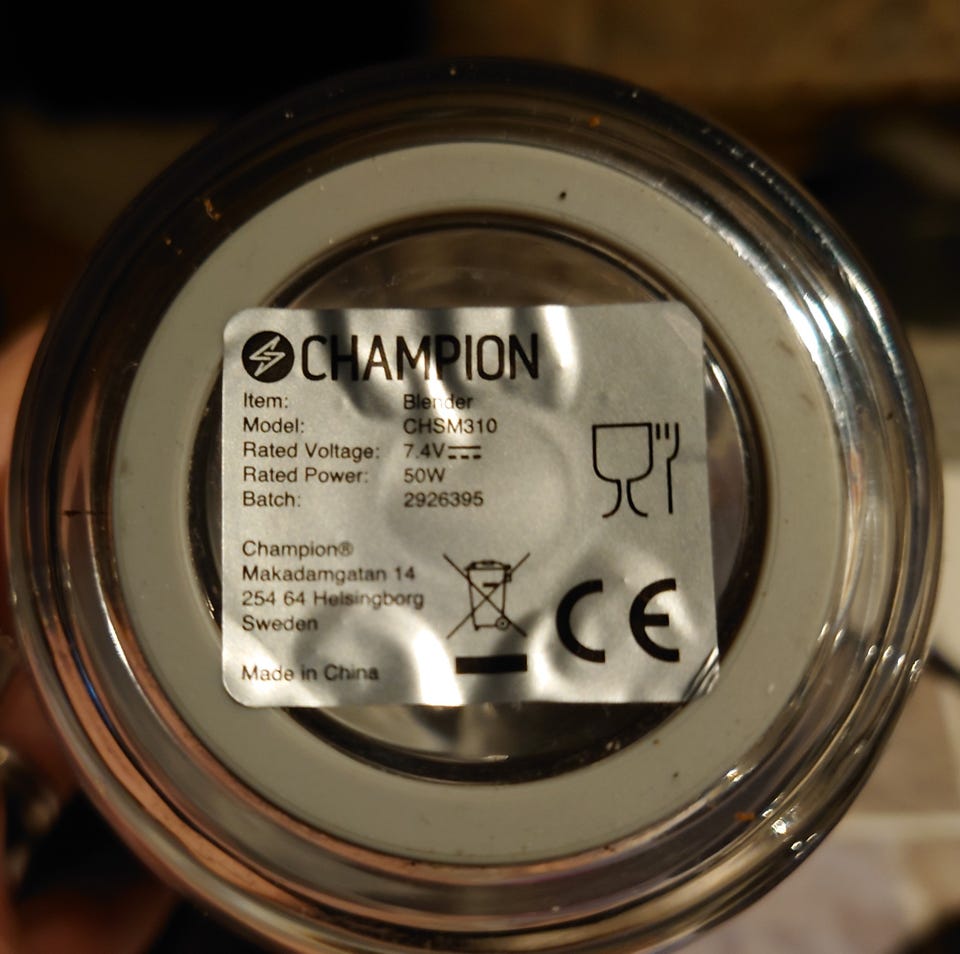 CHAMPION
Item: Blender
Model: CHSM310
Rated Voltage: 7.4V⎓
Rated Power: 50W
Batch: 2926395
Champion®
Makadamgatan 14
254 64 Helsingborg
Sweden
Made in China
CE